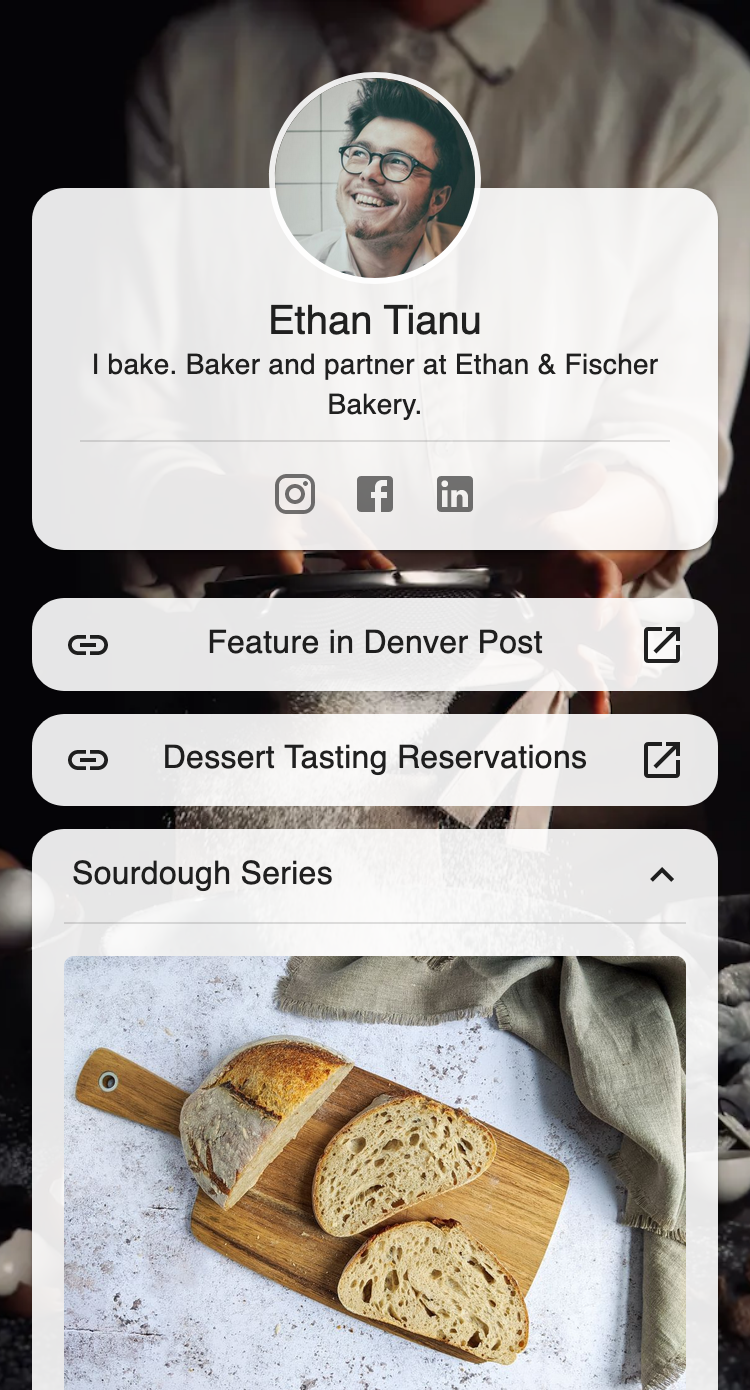 Ethan Tianu
I bake. Baker and partner at Ethan & Fischer
Bakery.
Feature in Denver Post
Dessert Tasting Reservations
Sourdough Series